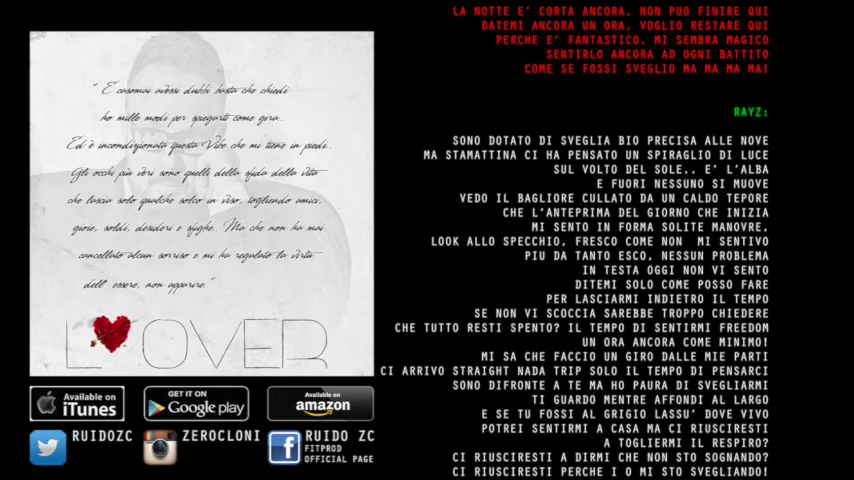 " E casomai avessi dubbi basta che chiedi
ho mille modi per spiegarti come gira..
Ed è incondizionata questa Vibe che mi tiene in piedi..
Gli occhi più veri sono quelli della sfida della vita
che lascia solo qualche solco in viso, togliendo amici,
gioie, soldi, desideri e sfighe.. Ma che non ha mai
cancellato alcun sorriso e mi ha regalato la virtù
dell' essere, non apparire.."
L OVER
Available on
iTunes
GET IT ON
Google play
Available on
amazon
RUIDOZC
ZEROCLONI
RUIDO ZC
FITPROD
OFFICIAL PAGE
LA NOTTE E' CORTA ANCORA, NON PUO FINIRE QUI
DATEMI ANCORA UN ORA, VOGLIO RESTARE QUI
PERCHE E' FANTASTICO, MI SEMBRA MAGICO
SENTIRLO ANCORA AD OGNI BATTITO
COME SE FOSSI SVEGLIO MA MA MA MA!
RAYZ:
SONO DOTATO DI SVEGLIA BIO PRECISA ALLE NOVE
MA STAMATTINA CI HA PENSATO UN SPIRAGLIO DI LUCE
SUL VOLTO DEL SOLE.. E' L'ALBA
E FUORI NESSUNO SI MUOVE
VEDO IL BAGLIORE CULLATO DA UN CALDO TEPORE
CHE L'ANTEPRIMA DEL GIORNO CHE INIZIA
MI SENTO IN FORMA SOLITE MANOVRE,
LOOK ALLO SPECCHIO, FRESCO COME NON MI SENTIVO
PIU DA TANTO ESCO, NESSUN PROBLEMA
IN TESTA OGGI NON VI SENTO
DITEMI SOLO COME POSSO FARE
PER LASCIARMI INDIETRO IL TEMPO
SE NON VI SCOCCIA SAREBBE TROPPO CHIEDERE
CHE TUTTO RESTI SPENTO? IL TEMPO DI SENTIRMI FREEDOM
UN ORA ANCORA COME MINIMO!
MI SA CHE FACCIO UN GIRO DALLE MIE PARTI
CI ARRIVO STRAIGHT NADA TRIP SOLO IL TEMPO DI PENSARCI
SONO DIFRONTE A TE MA HO PAURA DI SVEGLIARMI
TI GUARDO MENTRE AFFONDI AL LARGO
E SE TU FOSSI AL GRIGIO LASSU' DOVE VIVO
POTREI SENTIRMI A CASA MA CI RIUSCIRESTI
A TOGLIERMI IL RESPIRO?
CI RIUSCIRESTI A DIRMI CHE NON STO SOGNANDO?
CI RIUSCIRESTI PERCHE I O MI STO SVEGLIANDO!